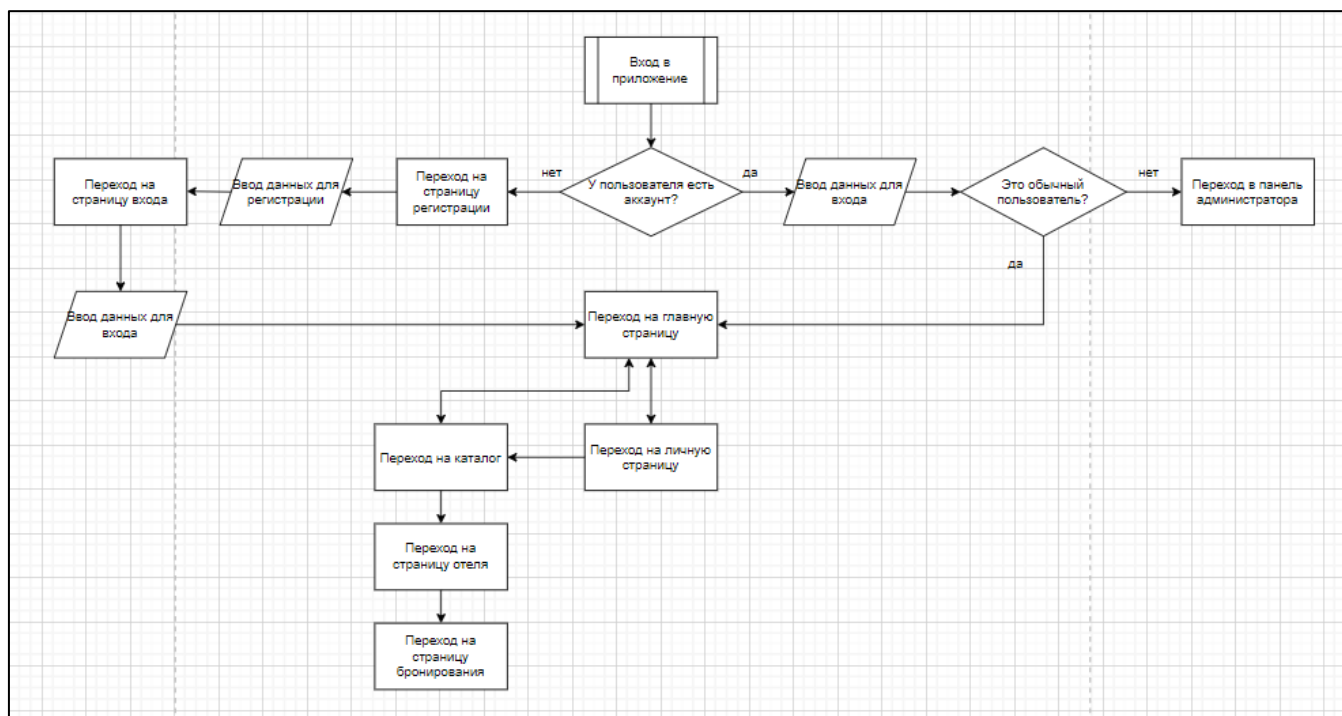 Вход в
приложение
Переход на
страницу входа
Ввод данных для
регистрации
Переход на
страницу
регистрации
нет
У пользователя есть
аккаунт?
да
Ввод данных для
входа
Это обычный
пользователь?
нет
Переход в панель
администратора
да
Ввод данных для
входа
Переход на главную
страницу
Переход на каталог
Переход на личную
страницу
Переход на
страницу отеля
Переход на
страницу
бронирования